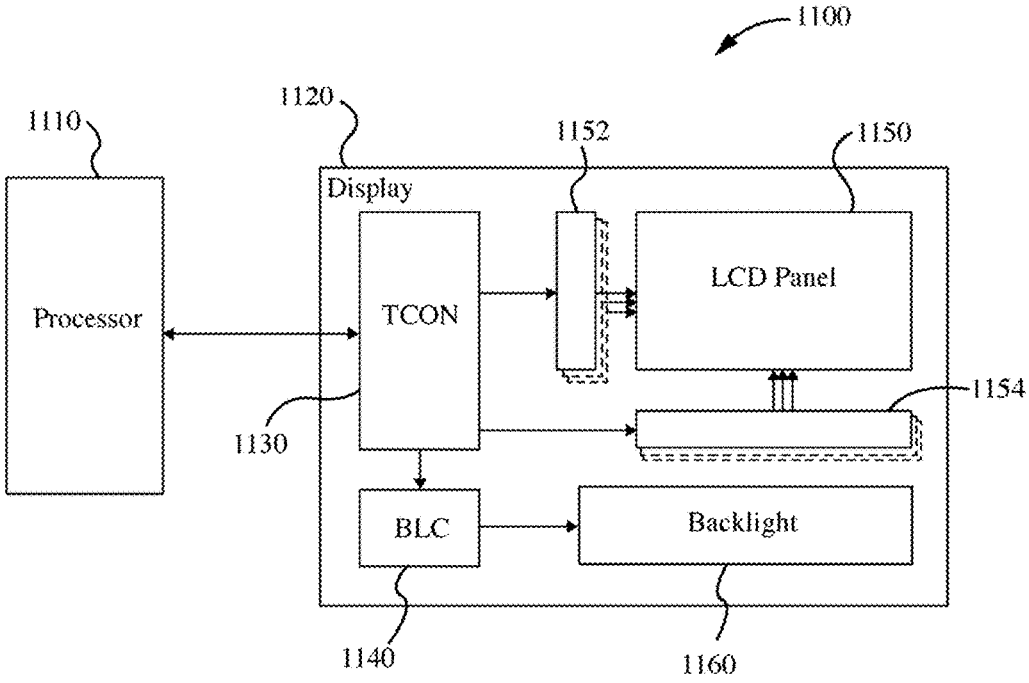 1100
1120
1110
1152
1150
Display
LCD Panel
TCON
Processor
1154
1130
BLC
Backlight
1140
1160